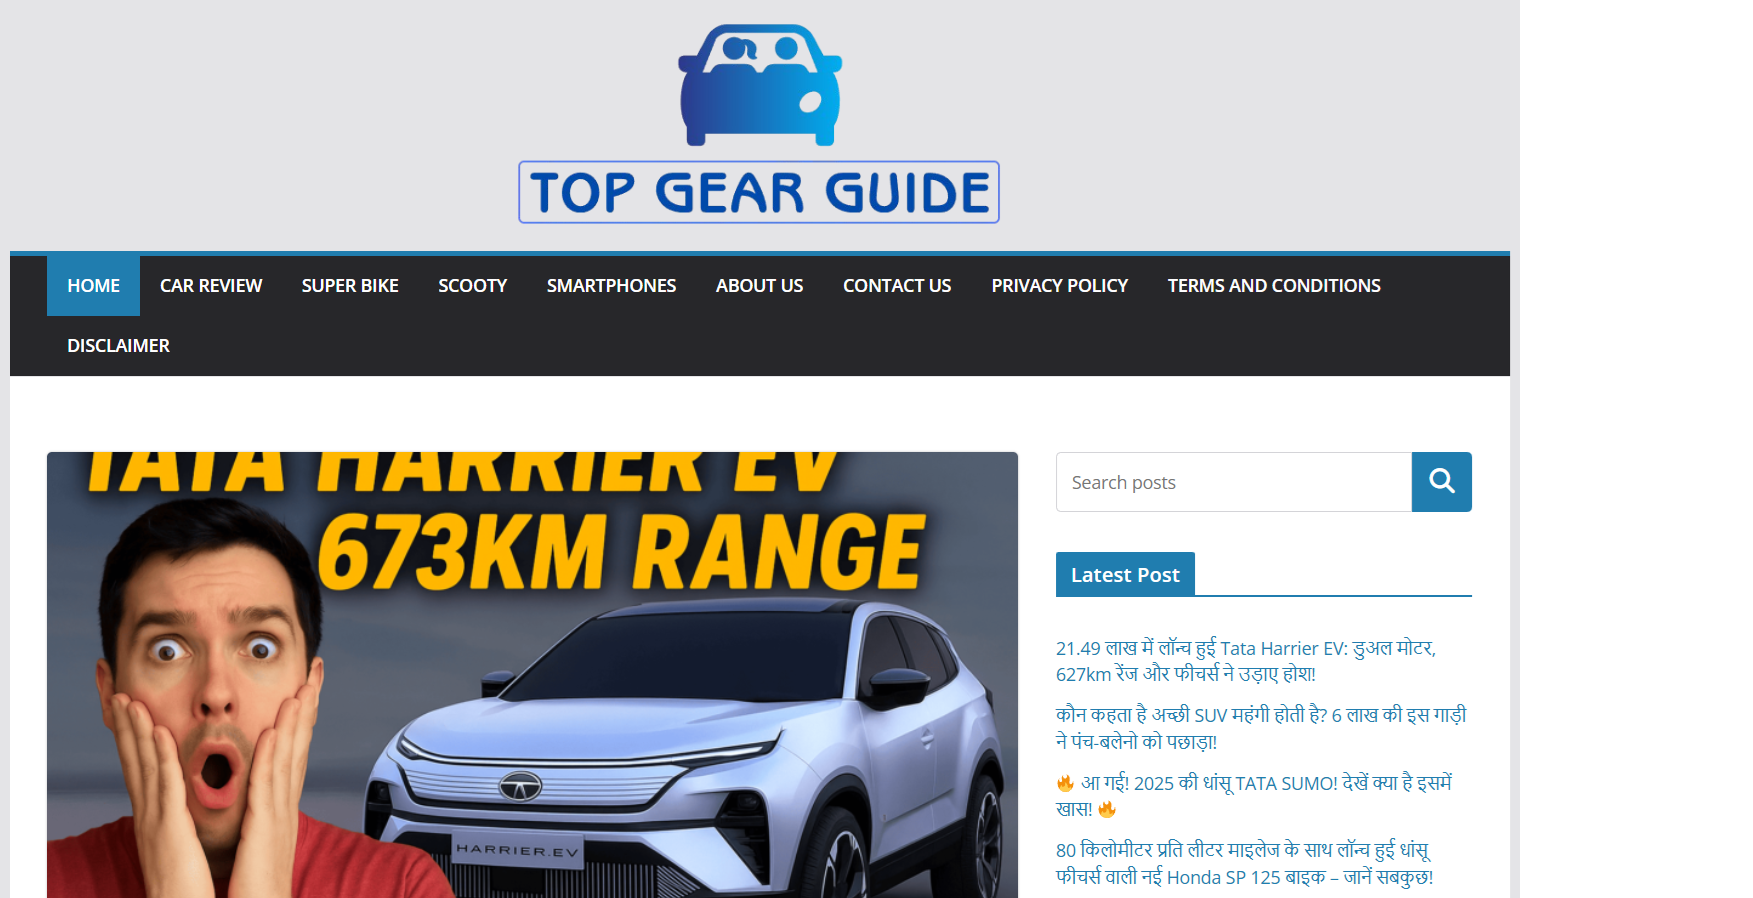 TOP GEAR GUIDE
HOME CAR REVIEW SUPER BIKE SCOOTY SMARTPHONES ABOUT US CONTACT US PRIVACY POLICY TERMS AND CONDITIONS
DISCLAIMER
TATA HARRIER EV
673KM RANGE
HARRIER.EV
Search posts
Latest Post
21.49 लाख में लॉन्च हुई Tata Harrier EV: डुअल मोटर,
627km रेंज और फीचर्स ने उड़ाए होश!
कौन कहता है अच्छी SUV महंगी होती है? 6 लाख की इस गाड़ी
ने पंच-बलेनो को पछाड़ा!
🔥 आ गई! 2025 की धांसू TATA SUMO! देखें क्या है इसमें
खास! 🔥
80 किलोमीटर प्रति लीटर माइलेज के साथ लॉन्च हुई धांसू
फीचर्स वाली नई Honda SP 125 बाइक – जानें सबकुछ!